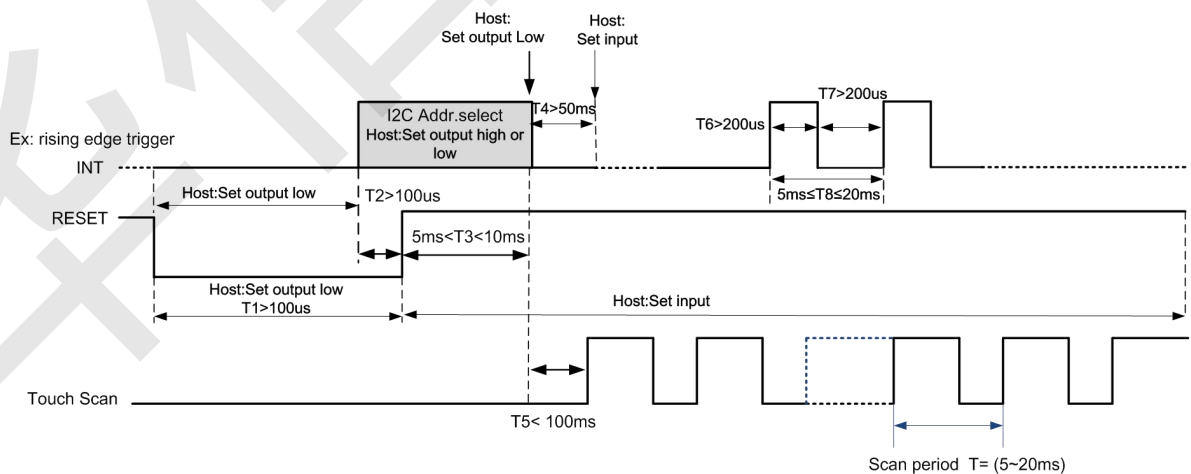 Host:
Set output Low
Host:
Set input
T4>50ms
T7>200us
I2C Addr.select
Host:Set output high or
low
T6>200us
Ex: rising edge trigger
INT
Host:Set output low
T2>100us
5ms≤T8≤20ms
RESET
5ms<T3<10ms
Host:Set output low
T1>100us
Host:Set input
Touch Scan
T5< 100ms
Scan period T= (5~20ms)